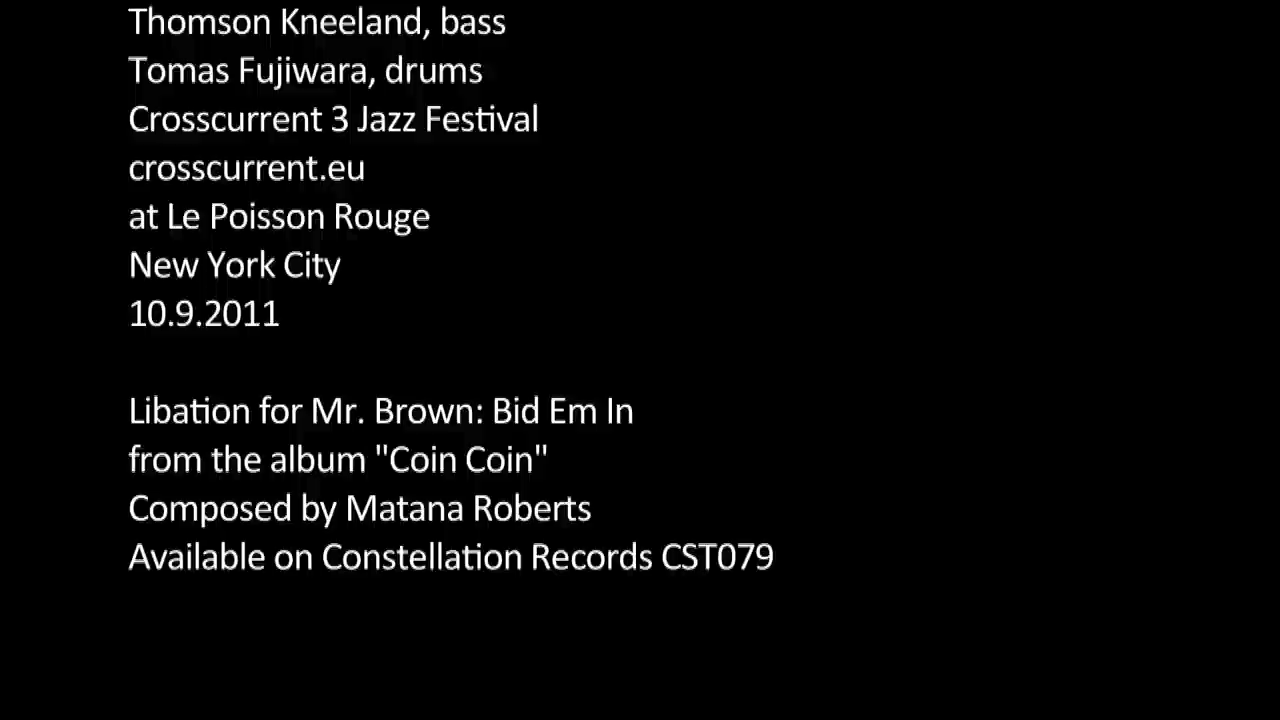 Thomson Kneeland, bass
Tomas Fujiwara, drums
Crosscurrent 3 Jazz Festival
crosscurrent.eu
at Le Poisson Rouge
New York City
10.9.2011
Libation for Mr. Brown: Bid Em In
from the album "Coin Coin"
Composed by Matana Roberts
Available on Constellation Records CST079